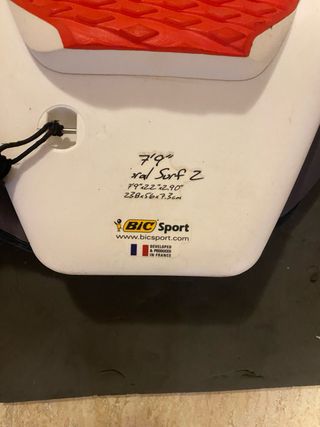 7'9"
Surf 2
7'9"x22"x2.90"
238x56x7.3cm
BIC Sport
www.bicsport.com
DEVELOPED
& PRODUCED
IN FRANCE